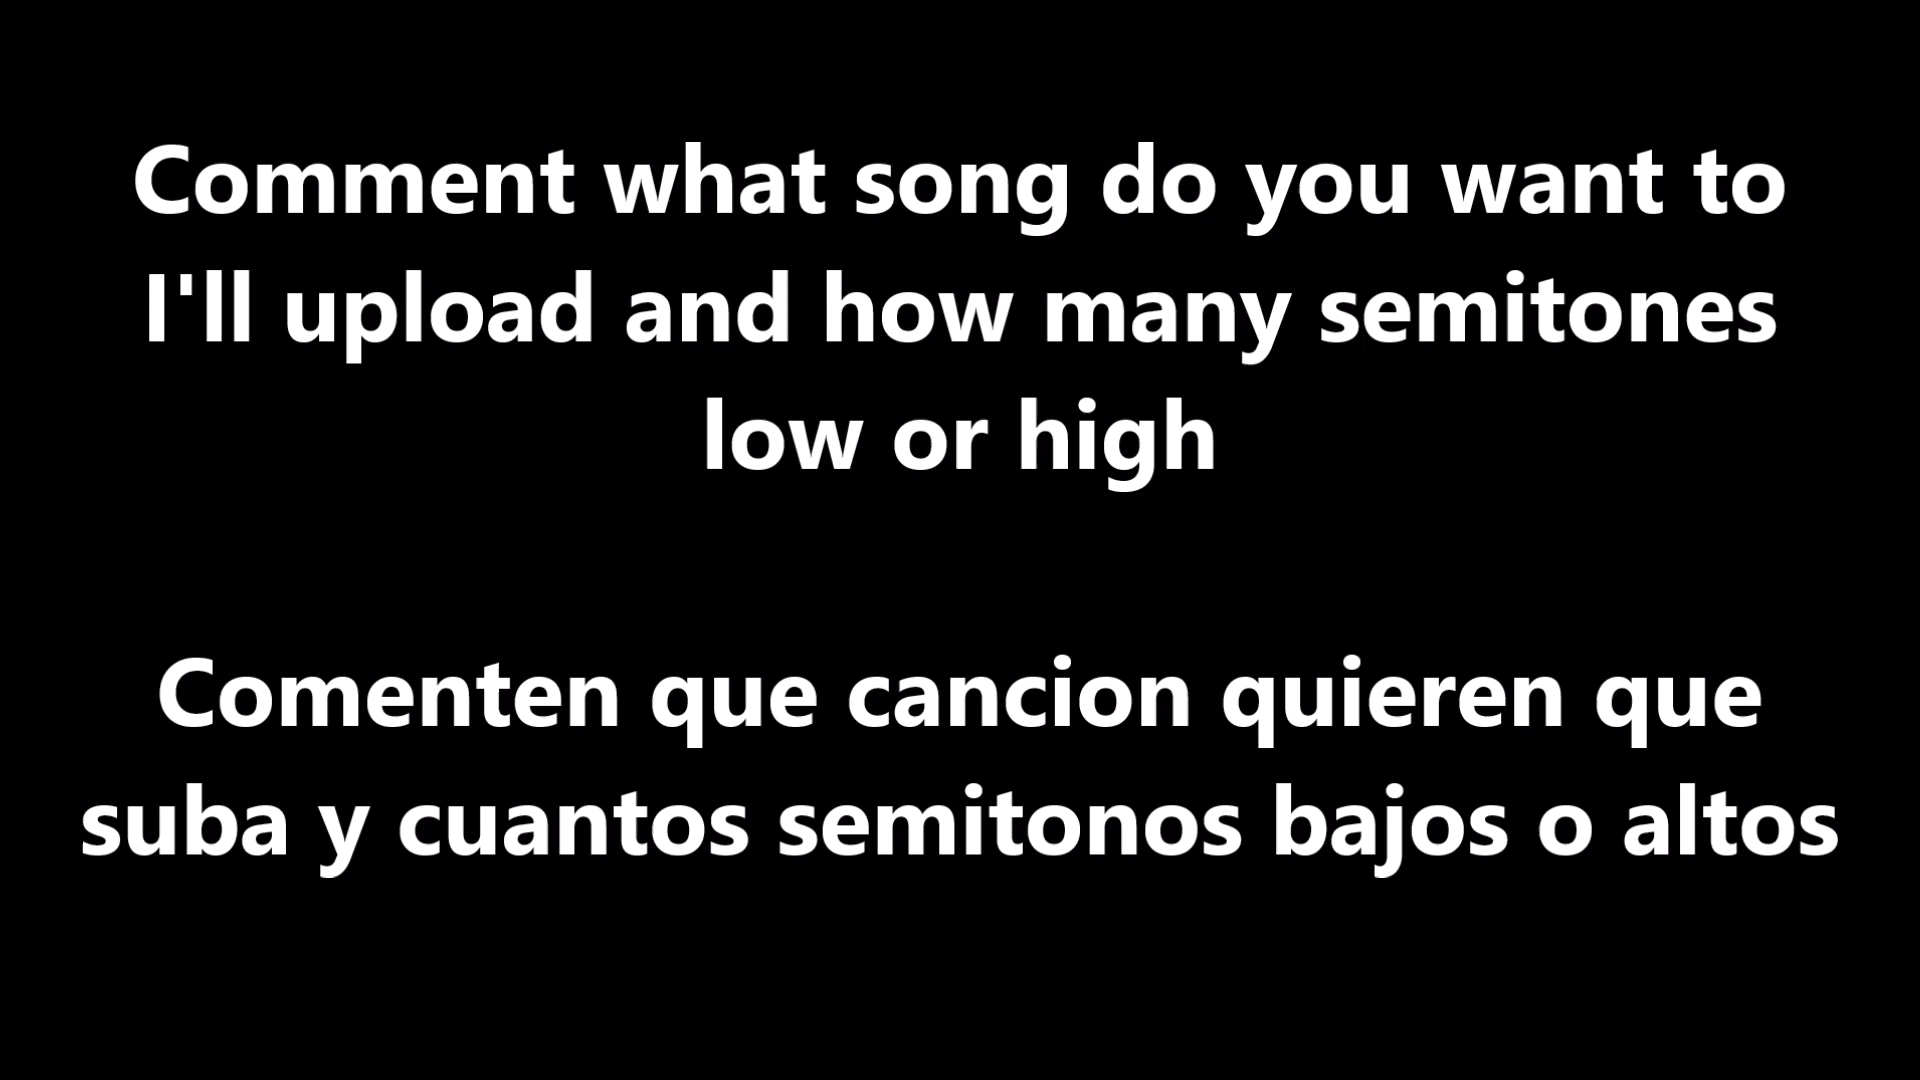 Comment what song do you want to
I'll upload and how many semitones
low or high
Comenten que cancion quieren que
suba y cuantos semitonos bajos o altos